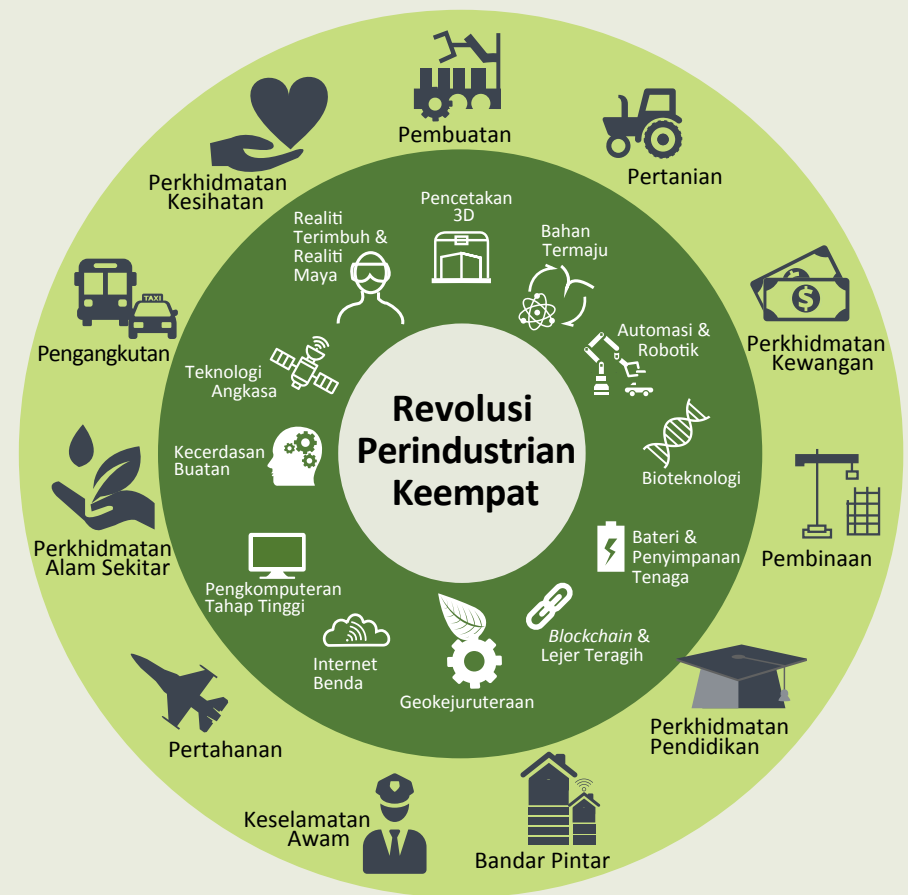 Revolusi
Perindustrian
Keempat
Pencetakan
3D
Bahan
Termaju
Automasi &
Robotik
Bioteknologi
Bateri &
Penyimpanan
Tenaga
Blockchain &
Lejer Teragih
Geokejuruteraan
Internet
Benda
Pengkomputeran
Tahap Tinggi
Kecerdasan
Buatan
Teknologi
Angkasa
Realiti
Terimbuh &
Realiti
Maya
Pembuatan
Pertanian
$
Perkhidmatan
Kewangan
Pembinaan
Perkhidmatan
Pendidikan
Bandar Pintar
Keselamatan
Awam
Pertahanan
Perkhidmatan
Alam Sekitar
TAXI
Pengangkutan
Perkhidmatan
Kesihatan